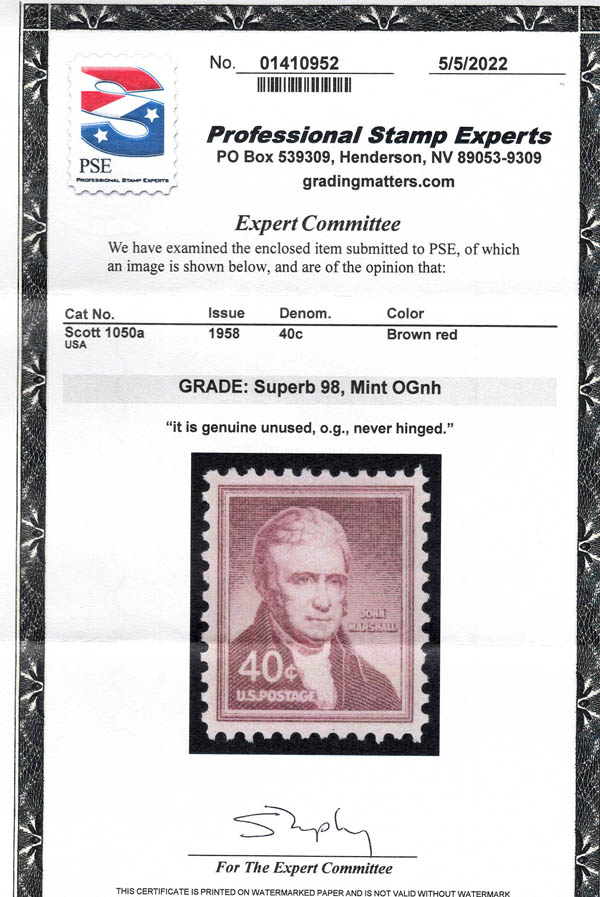 No. 01410952 5/5/2022
PSE
PROFESSIONAL STAMP EXPERTS
Professional Stamp Experts
PO Box 539309, Henderson, NV 89053-9309
gradingmatters.com
Expert Committee
We have examined the enclosed item submitted to PSE, of which
an image is shown below, and are of the opinion that:
Cat No. Issue Denom. Color
Scott 1050a 1958 40c Brown red
USA
GRADE: Superb 98, Mint OGnh
“it is genuine unused, o.g., never hinged.”
JOHN
MARSHALL
40¢
U.S. POSTAGE
For The Expert Committee
THIS CERTIFICATE IS PRINTED ON WATERMARKED PAPER AND IS NOT VALID WITHOUT WATERMARK